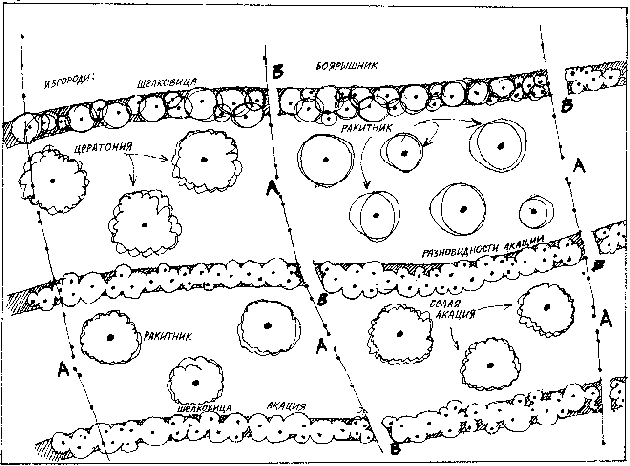 ИЗГОРОДИ: ШЕЛКОВИЦА
БОЯРЫШНИК
В
В
ЦЕРАТОНИЯ
РАКИТНИК
А
А
РАЗНОВИДНОСТИ АКАЦИИ
В
В
РАКИТНИК
БЕЛАЯ
АКАЦИЯ
А
А
А
ШЕЛКОВИЦА АКАЦИЯ
В